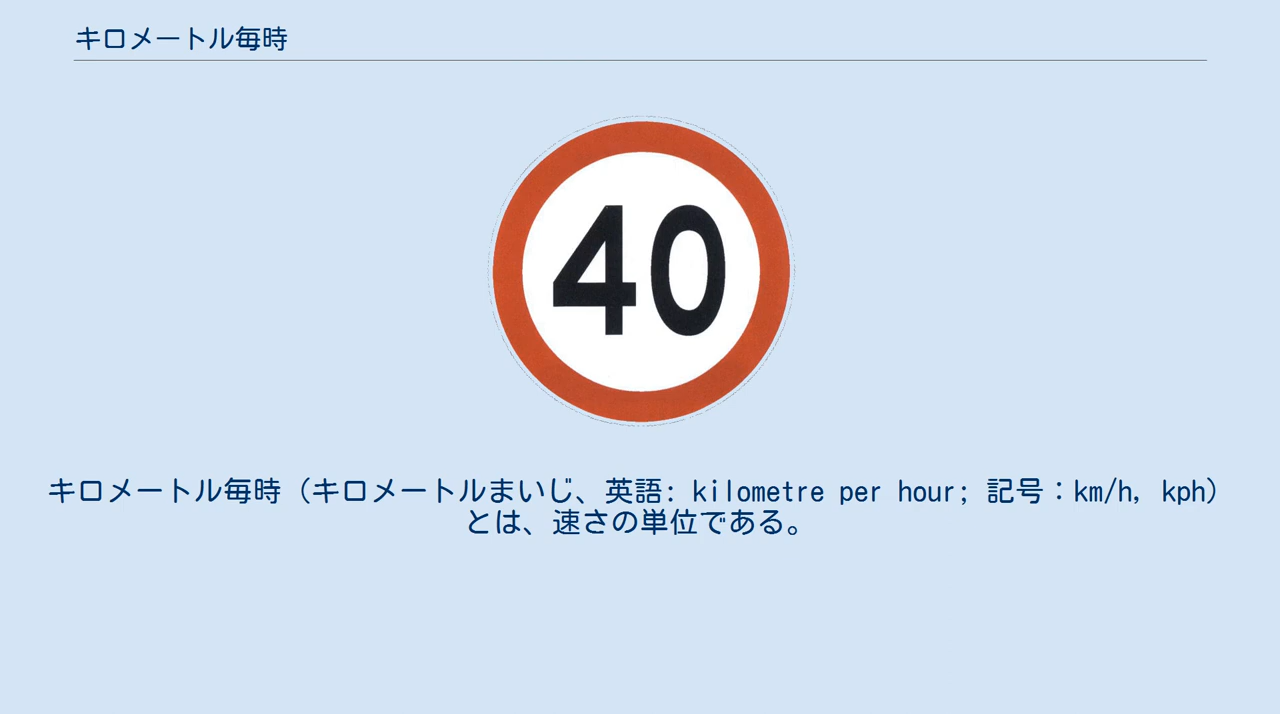 キロメートル毎時
40
キロメートル毎時（キロメートルまいじ、英語: kilometre per hour; 記号：km/h, kph）
とは、速さの単位である。